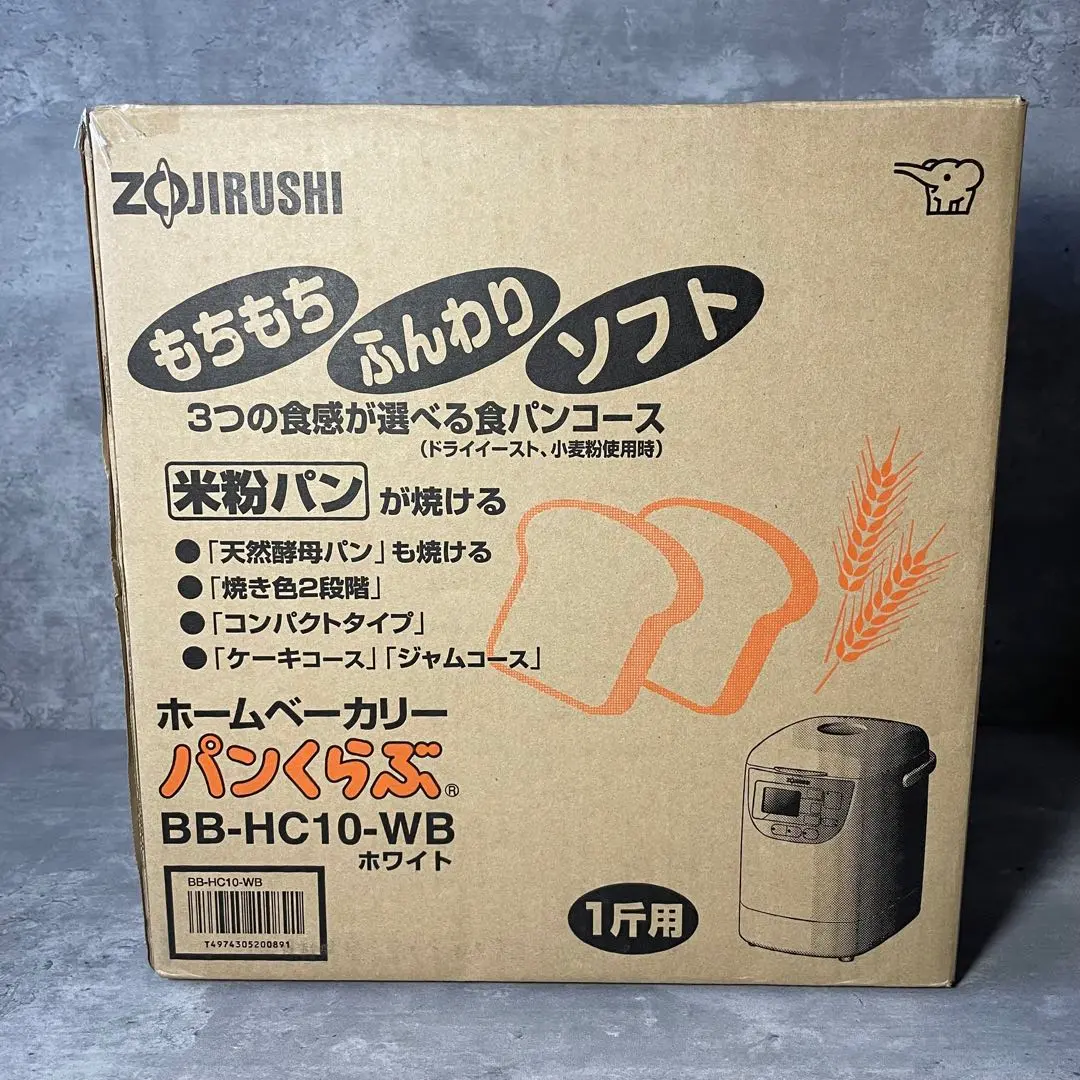 ZOJIRUSHI
もちもち ふんわり ソフト
3つの食感が選べる食パンコース
(ドライイースト、小麦粉使用時)
米粉パン が焼ける
●「天然酵母パン」も焼ける
●「焼き色2段階」
●「コンパクトタイプ」
●「ケーキコース」「ジャムコース」
ホームベーカリー
パンくらぶ®
BB-HC10-WB
ホワイト
BB-HC10-WB
T4974305200891
1斤用
ZOJIRUSHI